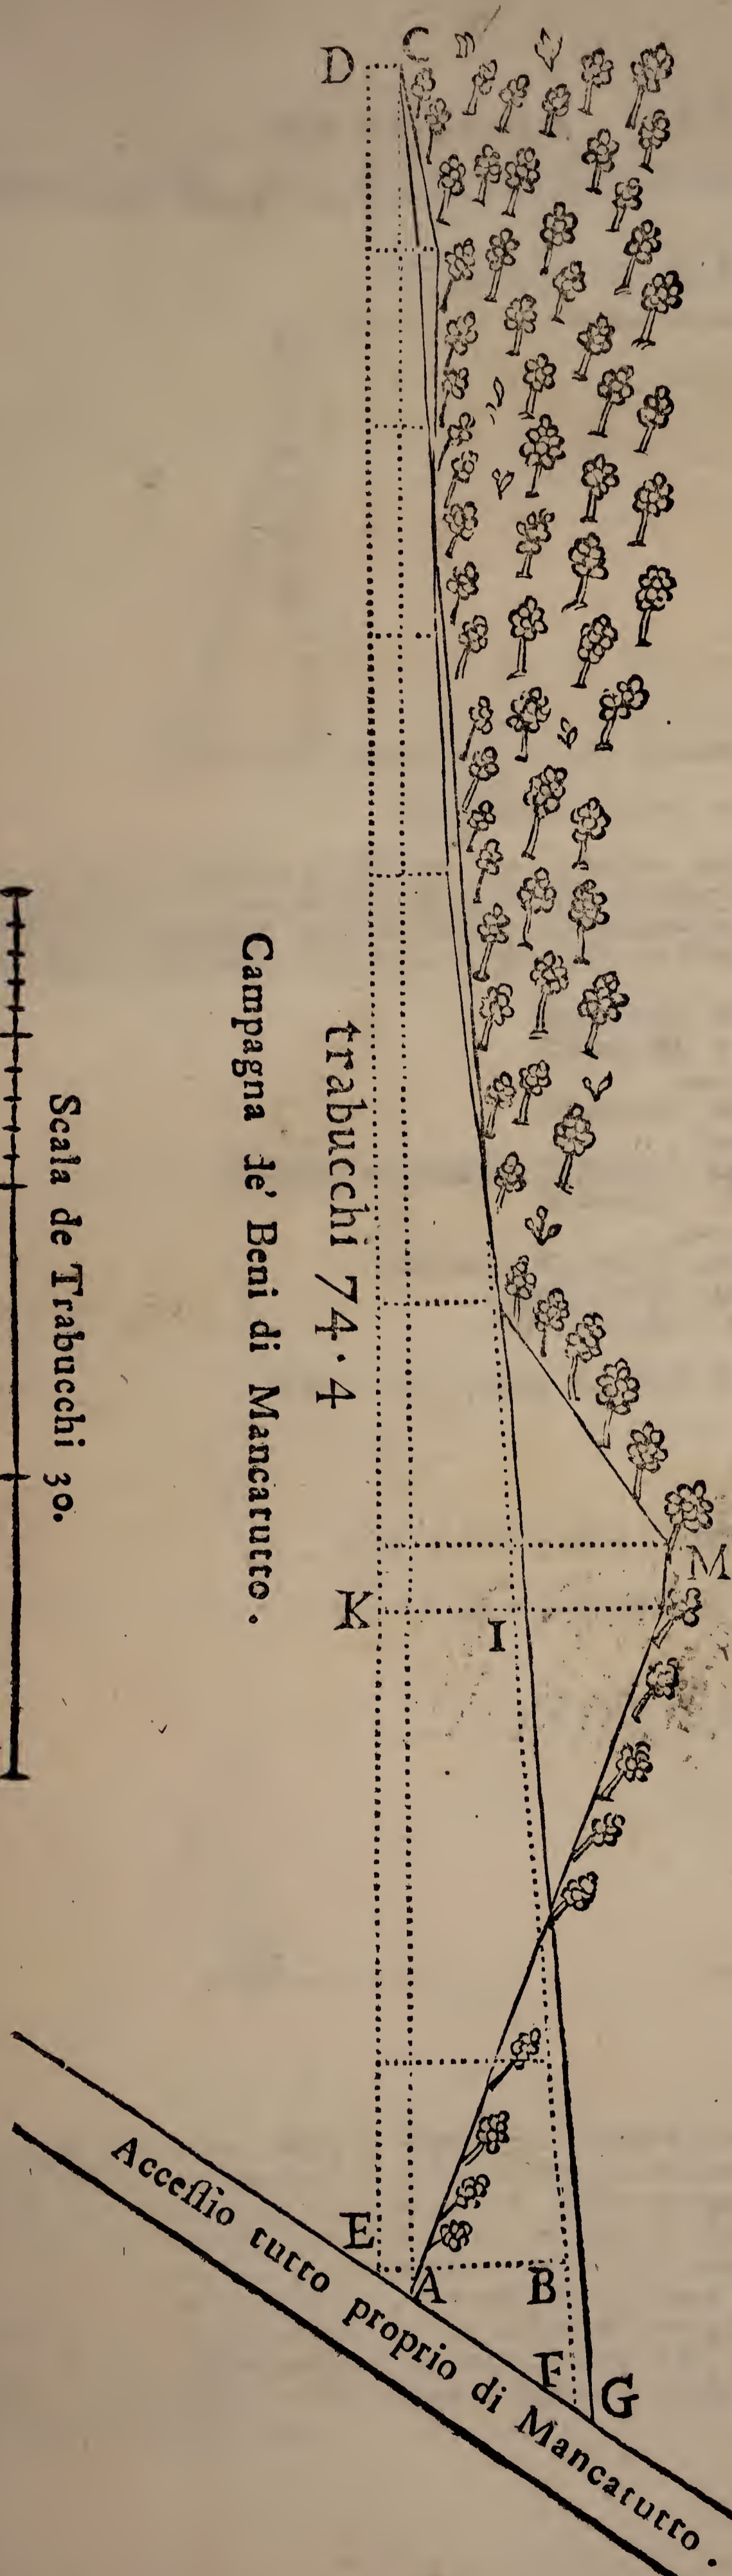 D
C
trabucchi 74. 4
Campagna de' Beni di Mancatutto.
Scala de Trabucchi 30.
M
K
I
E
A
B
F
G
Accessio tutto proprio di Mancatutto.